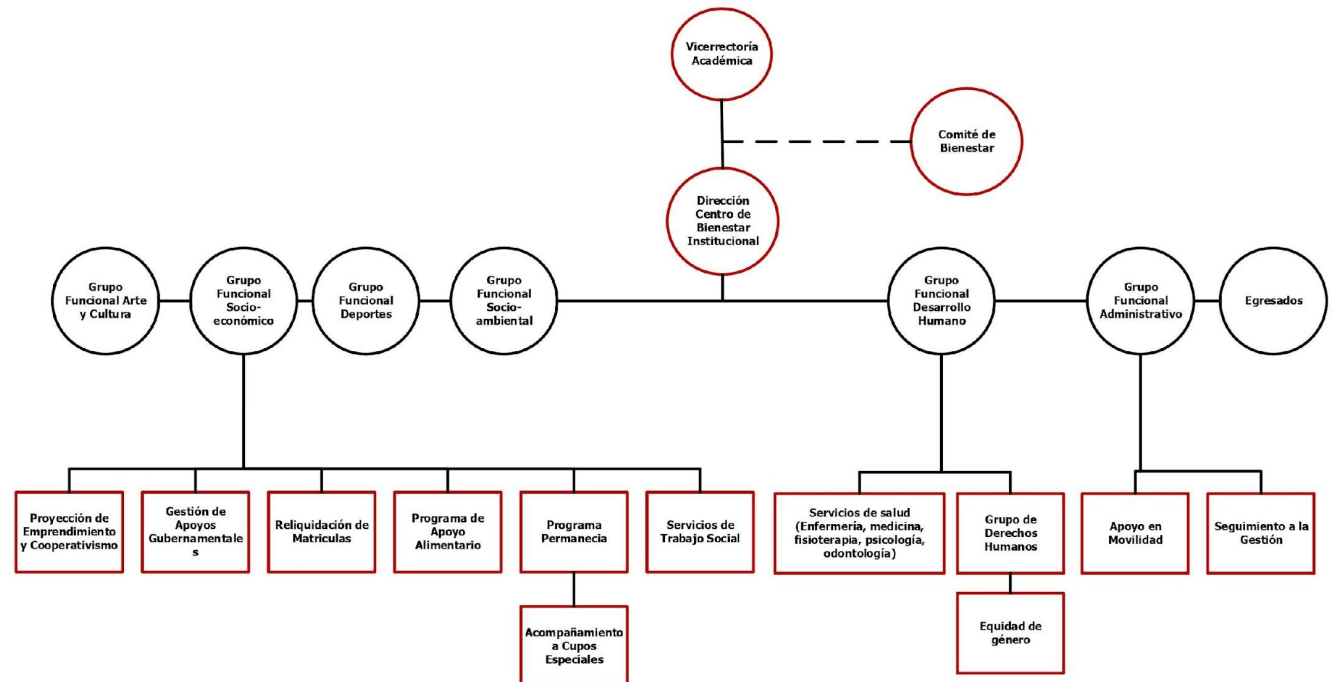 Vicerrectoría
Académica
Comité de
Bienestar
Dirección
Centro de
Bienestar
Institucional
Grupo
Funcional Arte
y Cultura
Grupo
Funcional
Socio-
económico
Grupo
Funcional
Deportes
Grupo
Funcional
Socio-
ambiental
Grupo
Funcional
Desarrollo
Humano
Grupo
Funcional
Administrativo
Egresados
Proyección de
Emprendimiento
y Cooperativismo
Gestión de
Apoyos
Gubernamentale
s
Reliquidación de
Matriculas
Programa de
Apoyo
Alimentario
Programa
Permanecia
Servicios de
Trabajo Social
Servicios de salud
(Enfermería, medicina,
fisioterapia, psicología,
odontología)
Grupo de
Derechos
Humanos
Apoyo en
Movilidad
Seguimiento a la
Gestión
Acompañamiento
a Cupos
Especiales
Equidad de
género